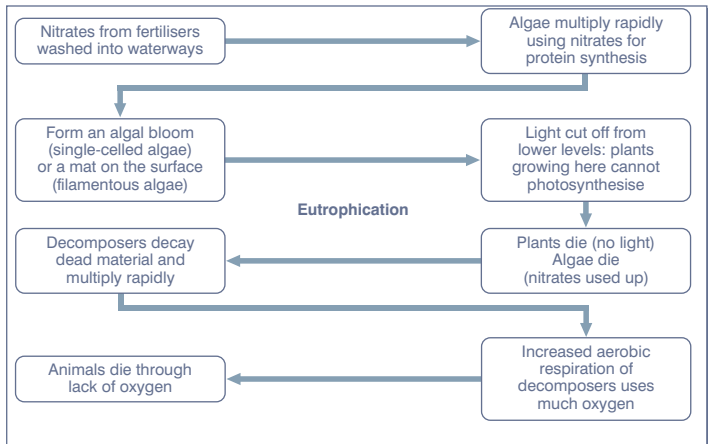 Nitrates from fertilisers
washed into waterways
Algae multiply rapidly
using nitrates for
protein synthesis
Form an algal bloom
(single-celled algae)
or a mat on the surface
(filamentous algae)
Light cut off from
lower levels: plants
growing here cannot
photosynthesise
Eutrophication
Plants die (no light)
Algae die
(nitrates used up)
Decomposers decay
dead material and
multiply rapidly
Increased aerobic
respiration of
decomposers uses
much oxygen
Animals die through
lack of oxygen